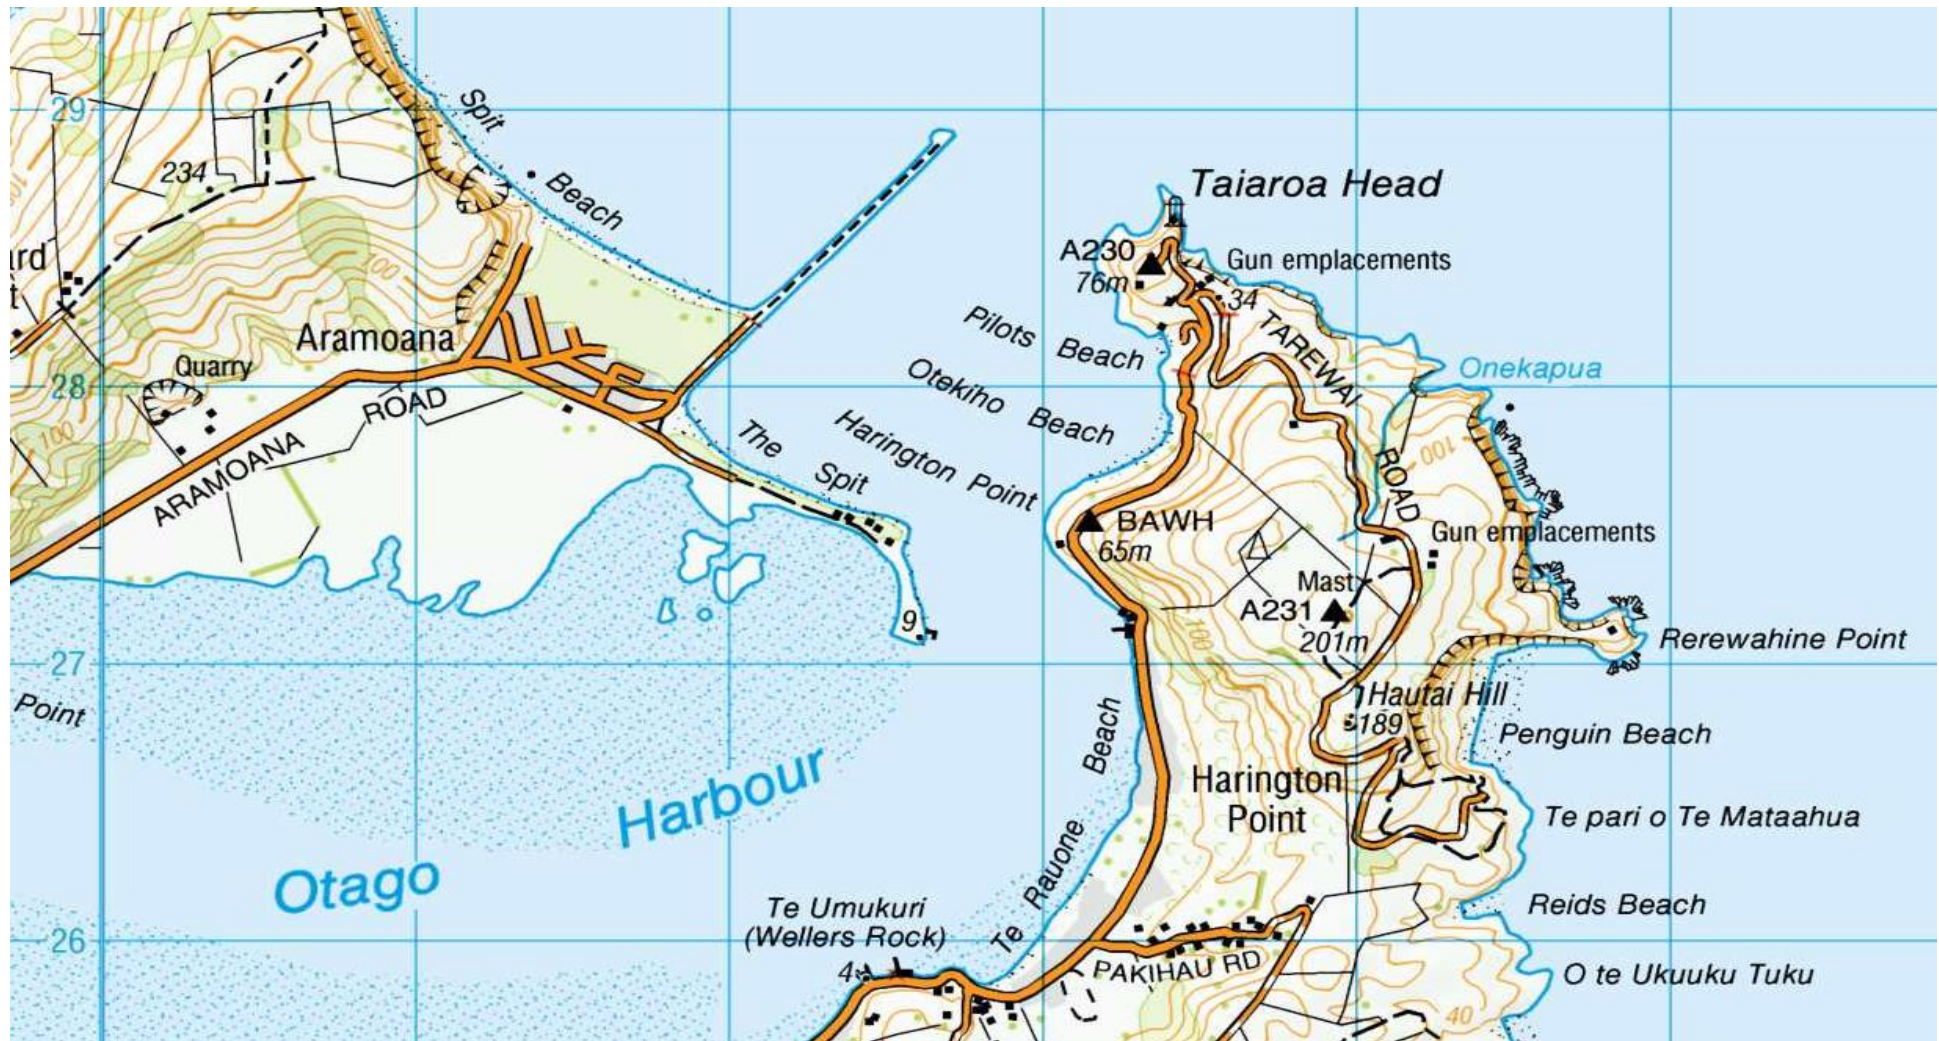 29
Spit
Beach
234
ard
t
100
Aramoana
Quarry
28
100
ARAMOANA
ROAD
The Spit
9
27
Point
Taiaroa Head
A230
76m
Gun emplacements
34
Pilots Beach
Otekiho Beach
Harington Point
TAREWAI
ROAD
Onekapua
100
BAWH
65m
Gun emplacements
Mast
A231
201m
100
Rerewahine Point
Hautai Hill
189
Penguin Beach
Harington
Point
Te pari o Te Mataahua
Otago Harbour
Te Rauone Beach
Reids Beach
Te Umukuri
(Wellers Rock)
4
26
PAKIHAU RD
O te Ukuuku Tuku
40